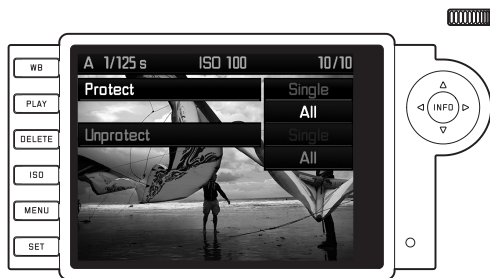 WB
PLAY
DELETE
ISO
MENU
SET
A 1/125 s ISO 100 10/10
Protect Single
All
Unprotect Single
All
INFO